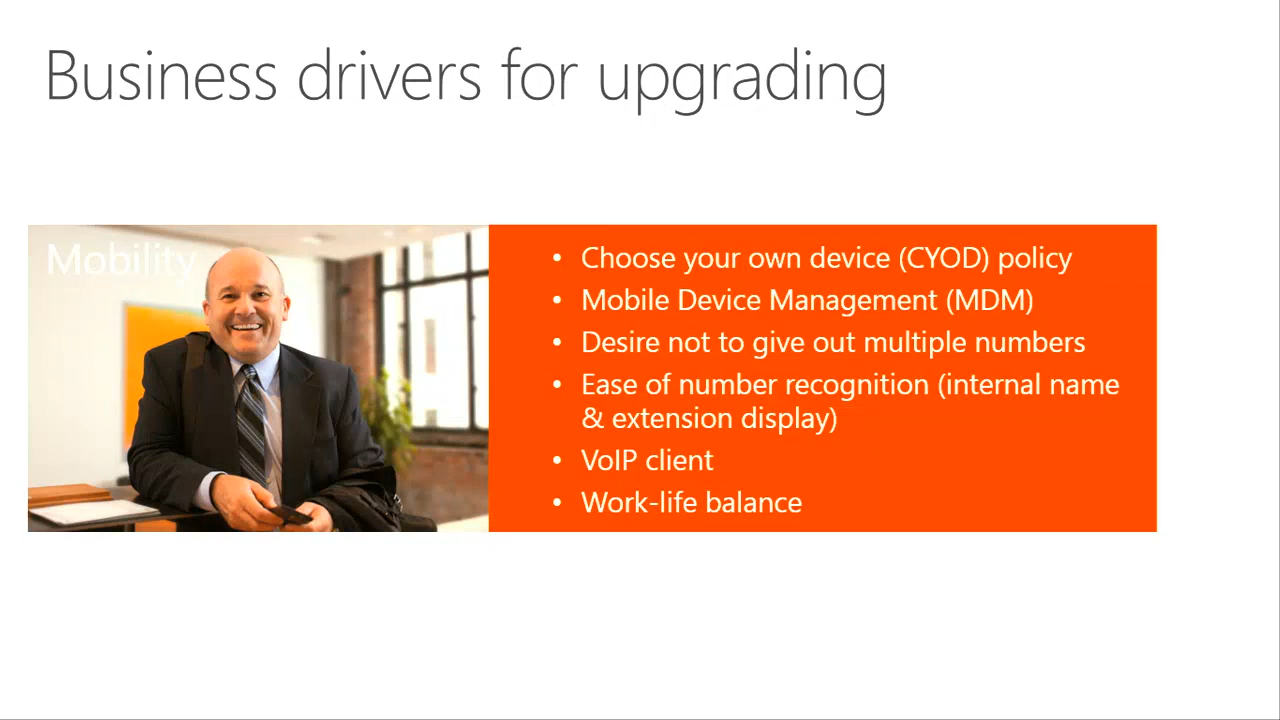 Business drivers for upgrading
Mobility
• Choose your own device (CYOD) policy
• Mobile Device Management (MDM)
• Desire not to give out multiple numbers
• Ease of number recognition (internal name
& extension display)
• VoIP client
• Work-life balance